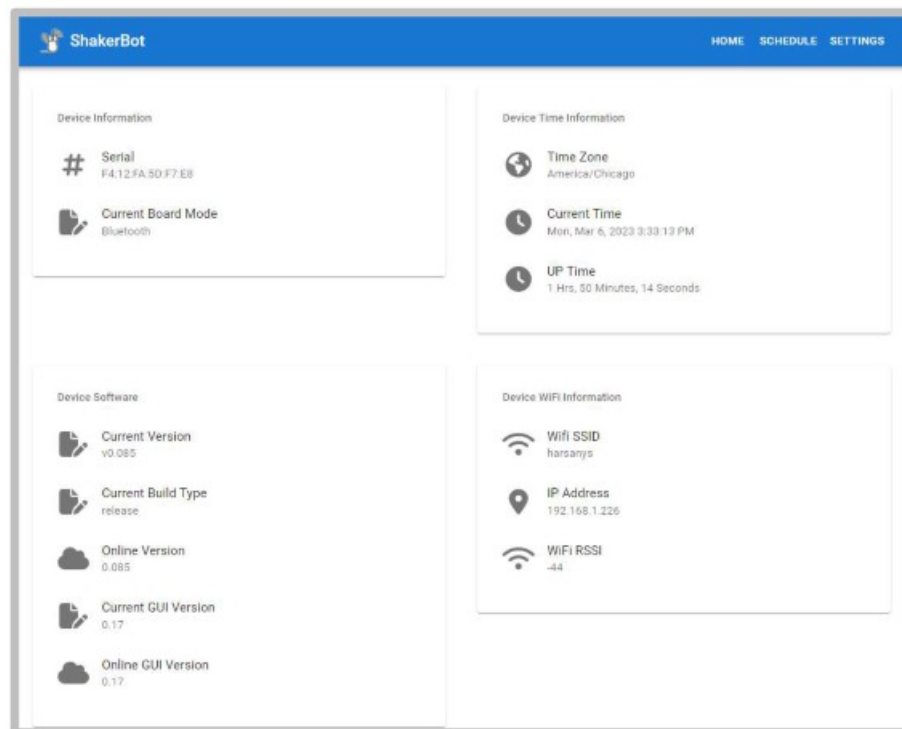 ShakerBot
HOME SCHEDULE SETTINGS
Device Information
Serial
F4:12:FA:5D:F7:E8
Current Board Mode
Bluetooth
Device Time Information
Time Zone
America/Chicago
Current Time
Mon, Mar 6, 2023 3:33:13 PM
UP Time
1 Hrs, 50 Minutes, 14 Seconds
Device Software
Current Version
v0.085
Current Build Type
release
Online Version
0.085
Current GUI Version
0.17
Online GUI Version
0.17
Device WiFi Information
Wifi SSID
harsanys
IP Address
192.168.1.226
WiFi RSSI
-44